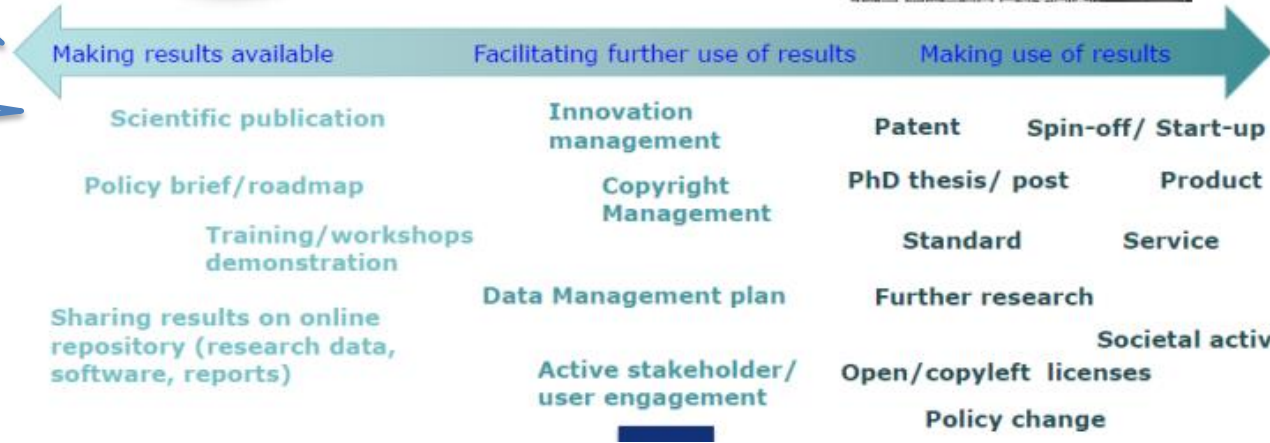 Making results available
Facilitating further use of results
Making use of results
Scientific publication
Policy brief/roadmap
Training/workshops
demonstration
Sharing results on online
repository (research data,
software, reports)
Innovation
management
Copyright
Management
Data Management plan
Active stakeholder/
user engagement
Patent
Spin-off/ Start-up
PhD thesis/ post
Product
Standard
Service
Further research
Societal activ
Open/copyleft licenses
Policy change